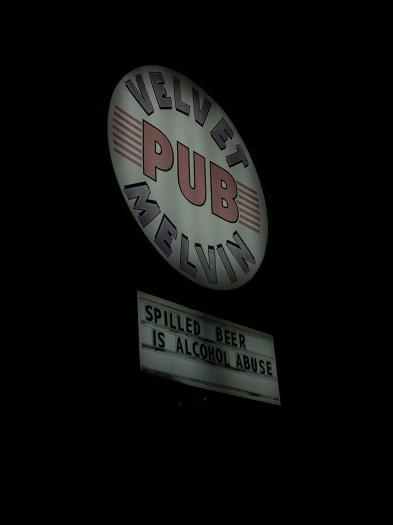 VELVET
PUB
MELVIN
SPILLED BEER
IS ALCOHOL ABUSE